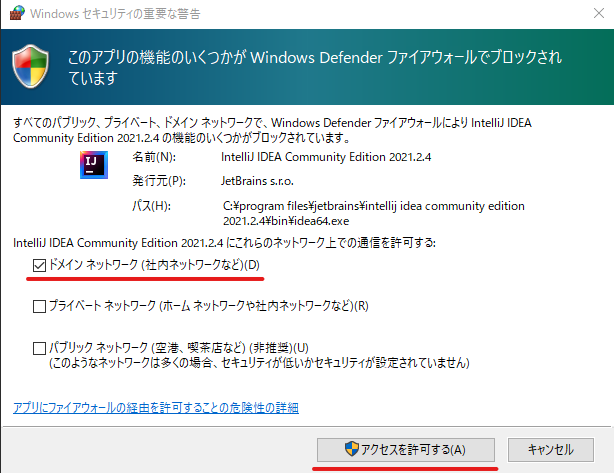 Windows セキュリティの重要な警告
このアプリの機能のいくつかが Windows Defender ファイアウォールでブロックされ
ています
すべてのパブリック、プライベート、ドメイン ネットワークで、Windows Defender ファイアウォールにより IntelliJ IDEA
Community Edition 2021.2.4 の機能のいくつかがブロックされています。
IJ
名前(N): IntelliJ IDEA Community Edition 2021.2.4
発行元(P): JetBrains s.r.o.
パス(H): C:¥program files¥jetbrains¥intellij idea community edition
2021.2.4¥bin¥idea64.exe
IntelliJ IDEA Community Edition 2021.2.4 にこれらのネットワーク上での通信を許可する:
ドメイン ネットワーク (社内ネットワークなど)(D)
プライベート ネットワーク (ホーム ネットワークや社内ネットワークなど)(R)
パブリック ネットワーク (空港、喫茶店など) (非推奨)(U)
(このようなネットワークは多くの場合、セキュリティが低いかセキュリティが設定されていません)
アプリにファイアウォールの経由を許可することの危険性の詳細
アクセスを許可する(A) キャンセル